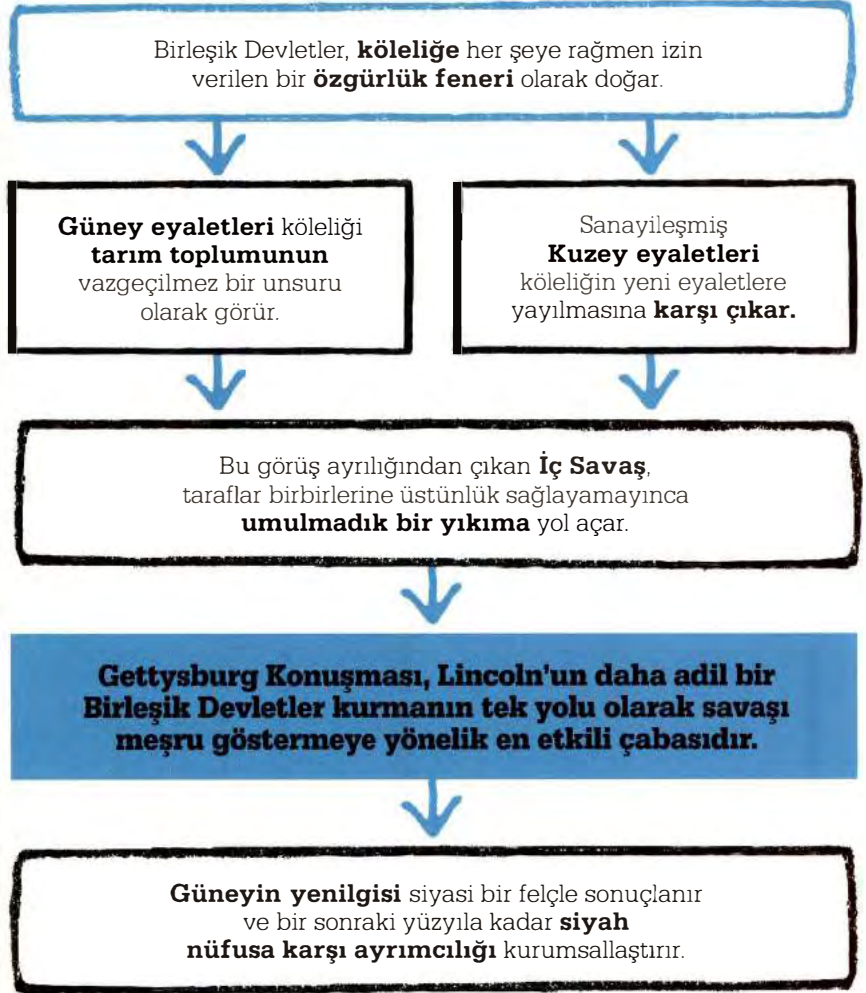 Birleşik Devletler, köleliğe her şeye rağmen izin
verilen bir özgürlük feneri olarak doğar.
Güney eyaletleri köleliği
tarım toplumunun
vazgeçilmez bir unsuru
olarak görür.
Sanayileşmiş
Kuzey eyaletleri
köleliğin yeni eyaletlere
yayılmasına karşı çıkar.
Bu görüş ayrılığından çıkan İç Savaş,
taraflar birbirlerine üstünlük sağlayamayınca
umulmadık bir yıkıma yol açar.
Gettysburg Konuşması, Lincoln'un daha adil bir
Birleşik Devletler kurmanın tek yolu olarak savaşı
meşru göstermeye yönelik en etkili çabasıdır.
Güneyin yenilgisi siyasi bir felçle sonuçlanır
ve bir sonraki yüzyıla kadar siyah
nüfusa karşı ayrımcılığı kurumsallaştırır.